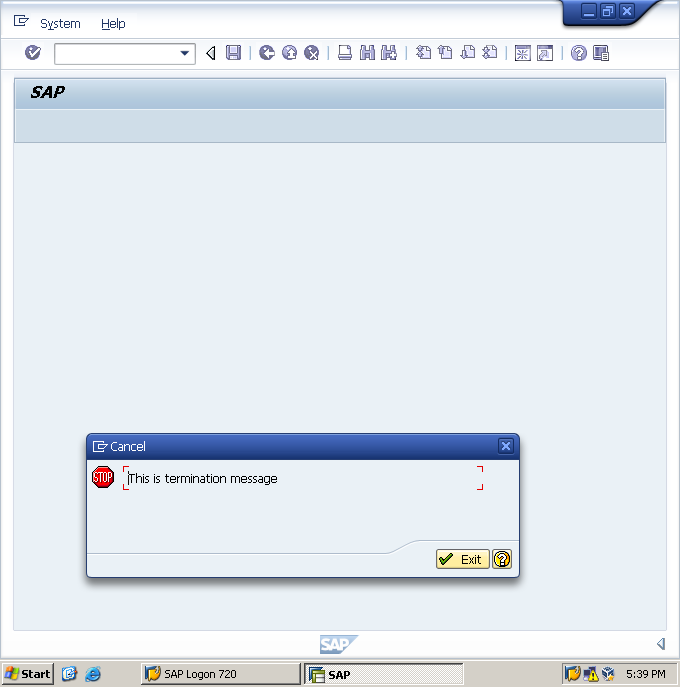 System Help
SAP
Cancel
STOP
This is termination message
Exit
SAP
Start
SAP Logon 720
SAP
5:39 PM